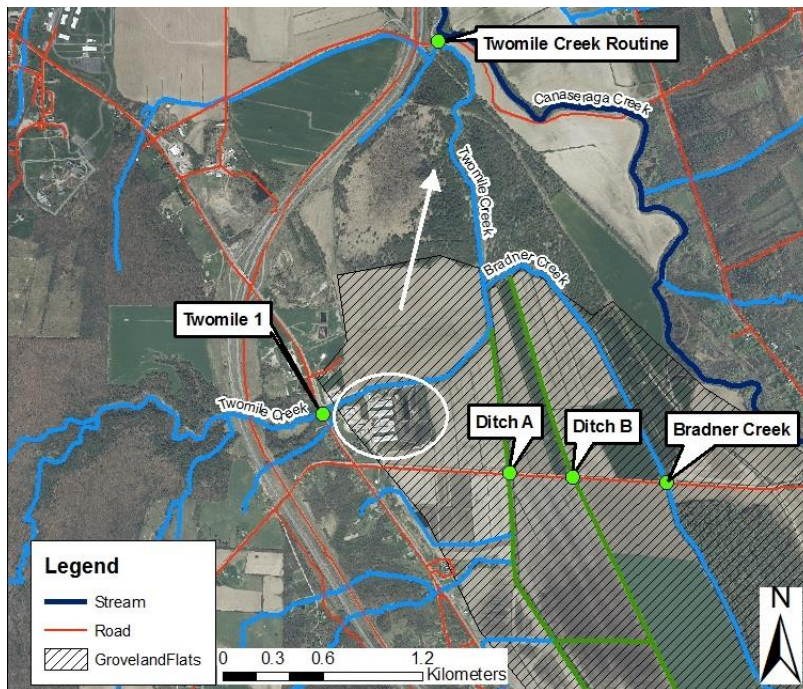 Twomile Creek Routine
Canaseraga Creek
Twomile Creek
Bradner Creek
Twomile 1
Twomile Creek
Ditch A
Ditch B
Bradner Creek
Legend
Stream
Road
GrovelandFlats
0 0.3 0.6 1.2
Kilometers
N